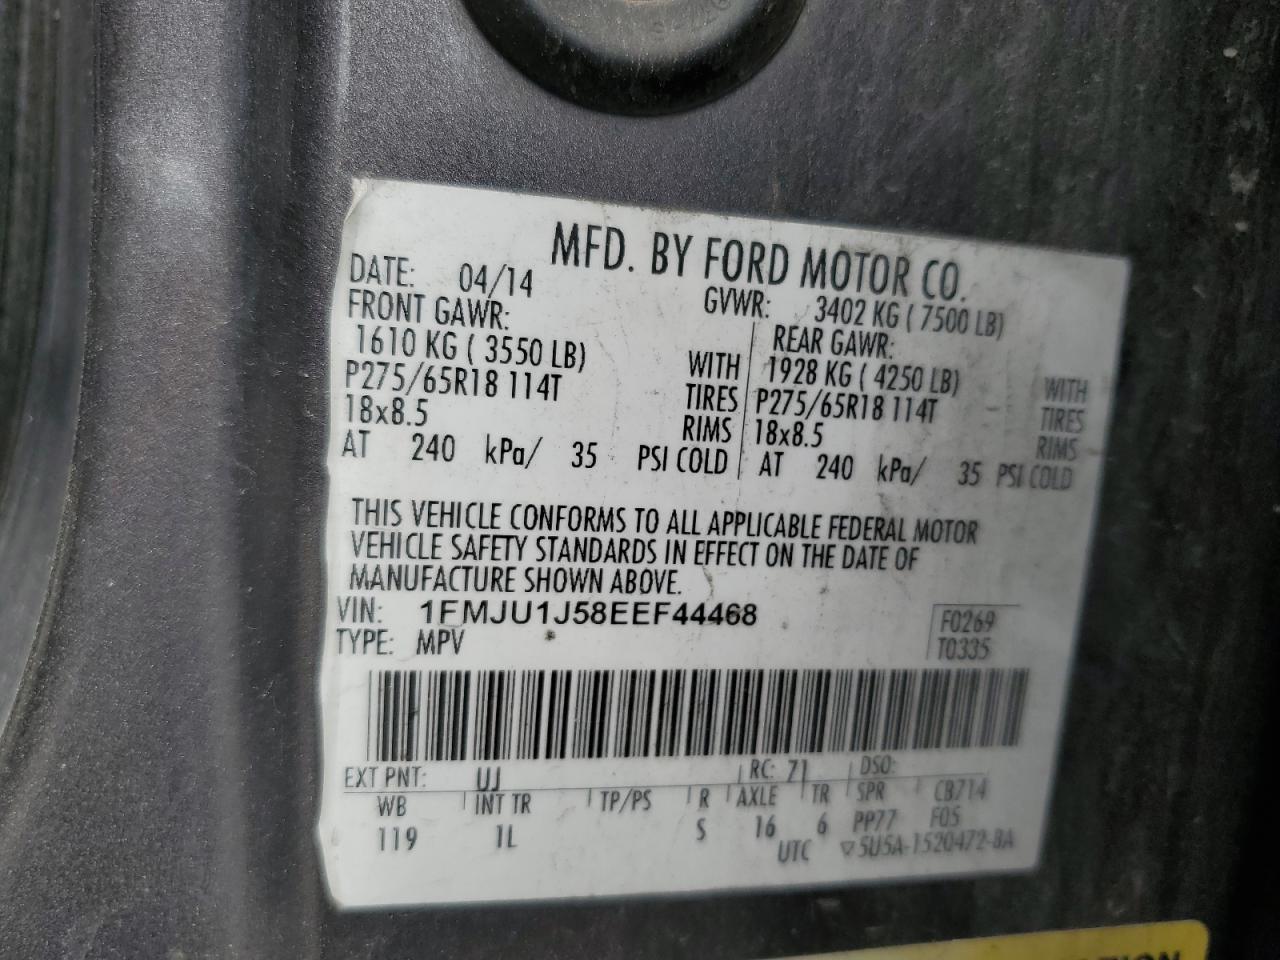 MFD. BY FORD MOTOR CO.
DATE: 04/14 GVWR: 3402 KG ( 7500 LB)
FRONT GAWR: REAR GAWR:
1610 KG ( 3550 LB) WITH 1928 KG ( 4250 LB) WITH
P275/65R18 114T TIRES P275/65R18 114T TIRES
18x8.5 RIMS 18x8.5 RIMS
AT 240 kPa/ 35 PSI COLD AT 240 kPa/ 35 PSI COLD
THIS VEHICLE CONFORMS TO ALL APPLICABLE FEDERAL MOTOR
VEHICLE SAFETY STANDARDS IN EFFECT ON THE DATE OF
MANUFACTURE SHOWN ABOVE.
VIN: 1FMJU1J58EEF44468 F0269
TYPE: MPV T0335
EXT PNT: UJ RC: 71 DSO:
WB INT TR TP/PS R AXLE TR SPR CB714
119 1L S 16 6 PP77 F05
UTC ▽5U5A-1520472-BA